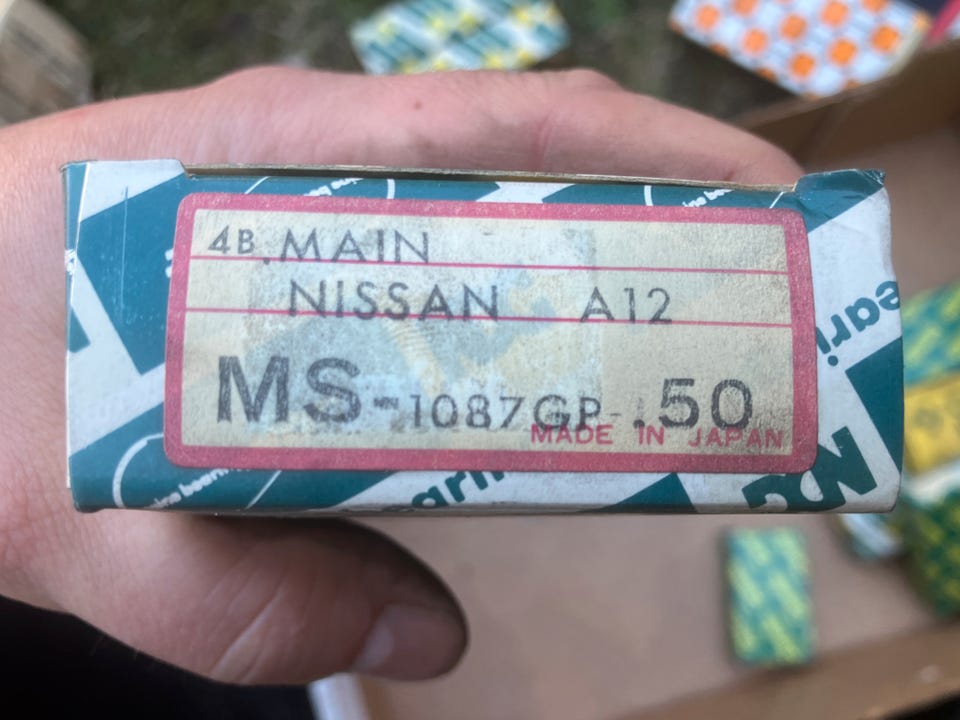 4B. MAIN
NISSAN A12
MS-1087GP-.50
MADE IN JAPAN